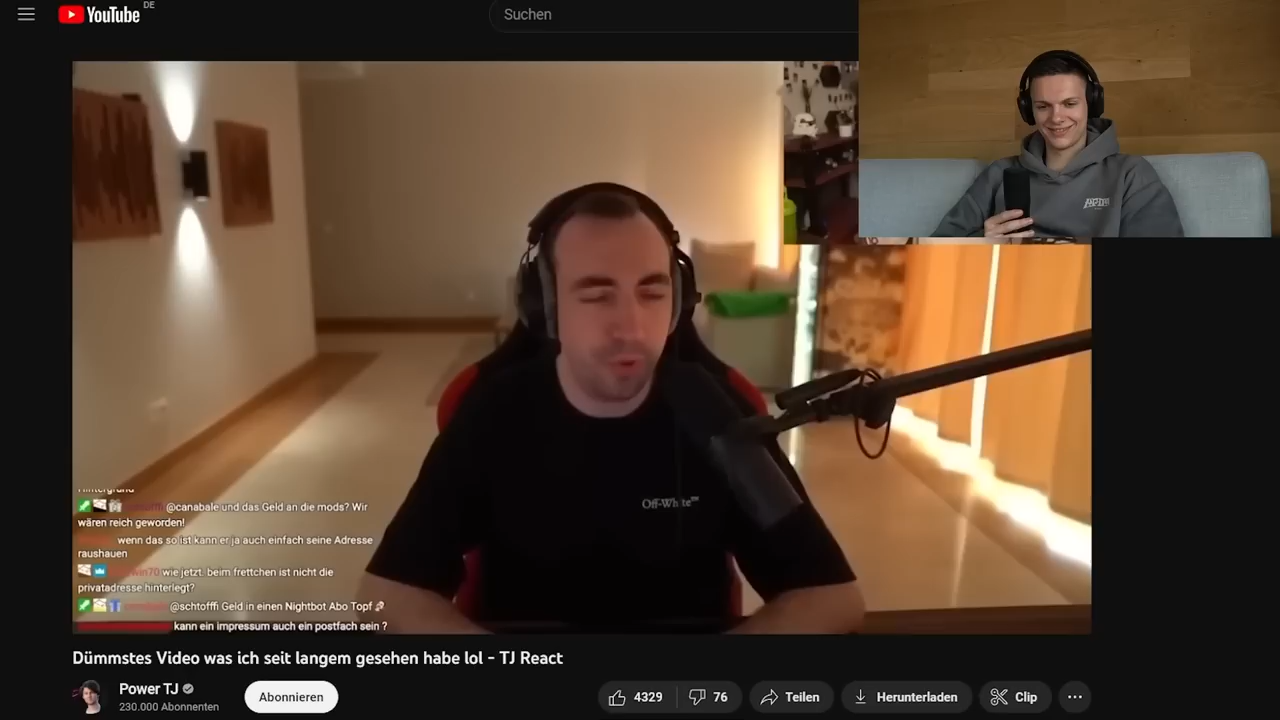 YouTube DE
Suchen
@canabale und das Geld an die mods? Wir
wären reich geworden!
wenn das so ist kann er ja auch einfach seine Adresse
raushauen
wie jetzt. beim frettchen ist nicht die
privatadresse hinterlegt?
@schtofffi Geld in einen Nightbot Abo Topf
kann ein impressum auch ein postfach sein ?
Off-White™
Dümmstes Video was ich seit langem gesehen habe lol - TJ React
Power TJ
230.000 Abonnenten
Abonnieren
4329
76
Teilen
Herunterladen
Clip